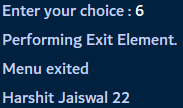 Enter your choice : 6
Performing Exit Element.
Menu exited
Harshit Jaiswal 22